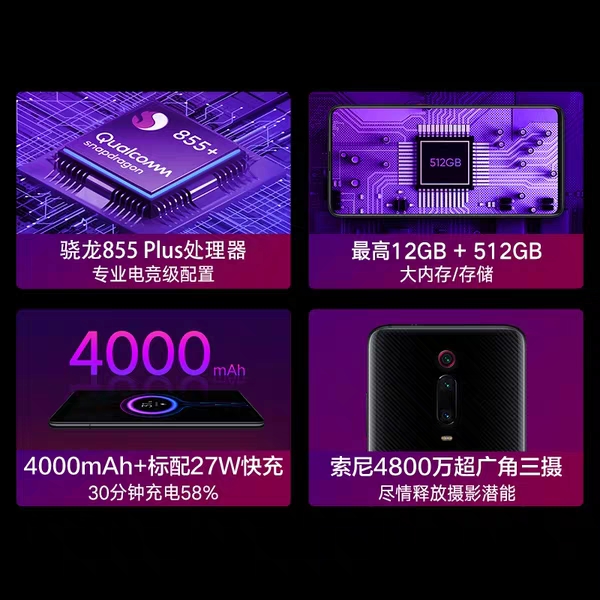 Qualcomm
snapdragon
855+
骁龙855 Plus处理器
专业电竞级配置
512GB
最高12GB + 512GB
大内存/存储
4000mAh
4000mAh+标配27W快充
30分钟充电58%
索尼4800万超广角三摄
尽情释放摄影潜能